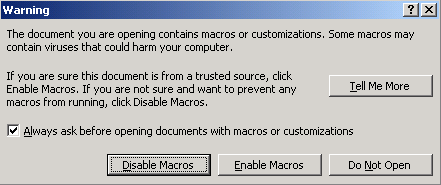 Warning
The document you are opening contains macros or customizations. Some macros may
contain viruses that could harm your computer.
If you are sure this document is from a trusted source, click
Enable Macros. If you are not sure and want to prevent any
macros from running, click Disable Macros.
Tell Me More
Always ask before opening documents with macros or customizations
Disable Macros
Enable Macros
Do Not Open